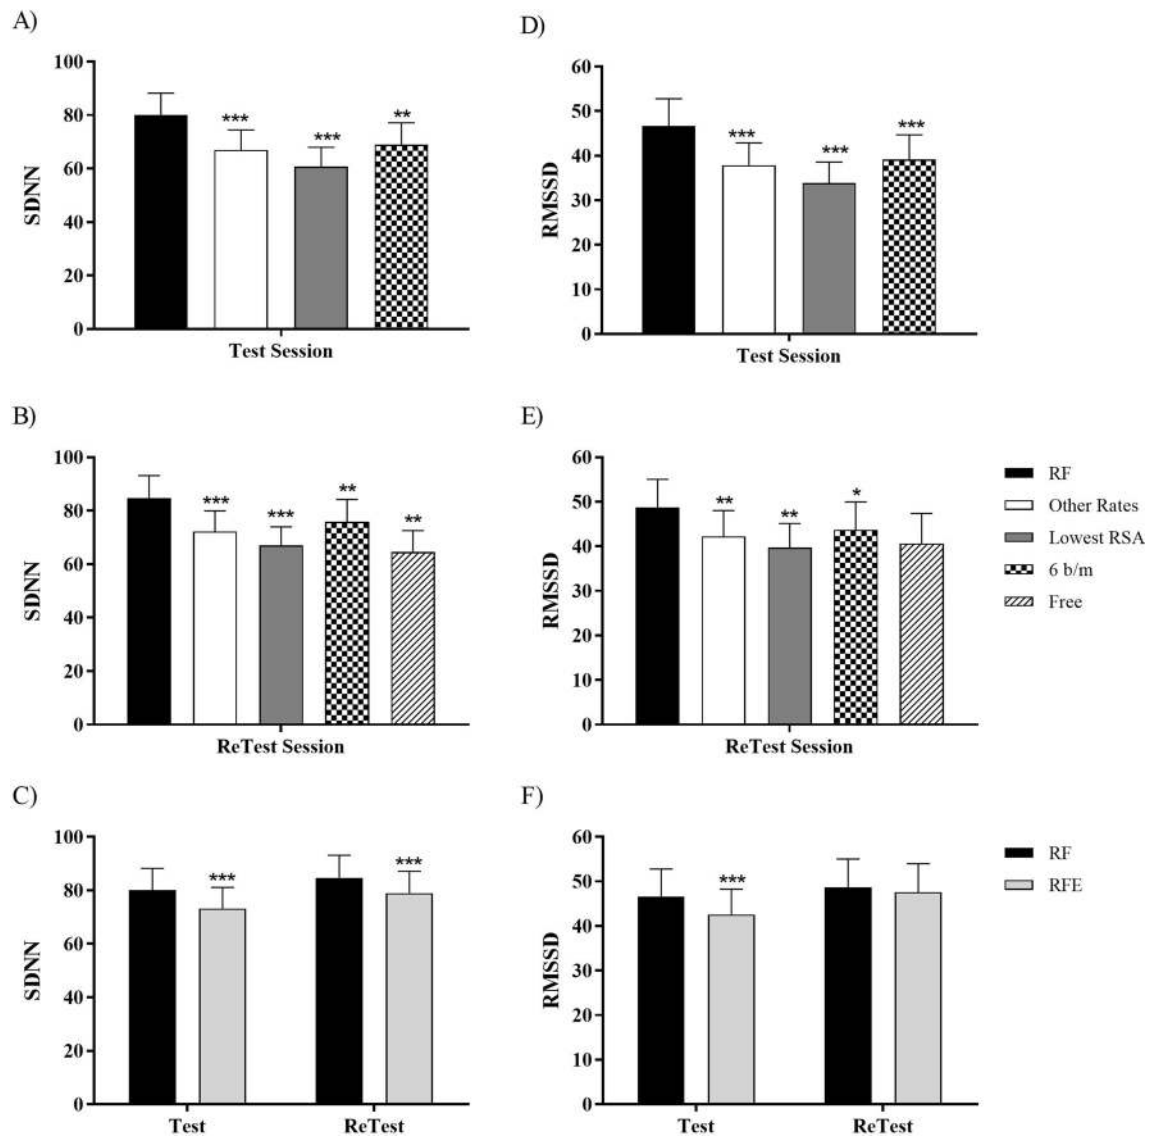 A)
SDNN
100
80
60
40
20
0
***
***
**
Test Session
D)
RMSSD
60
50
40
30
20
10
0
***
***
***
Test Session
B)
SDNN
100
80
60
40
20
0
***
***
**
**
ReTest Session
E)
RMSSD
60
50
40
30
20
10
0
**
**
*
ReTest Session
RF
Other Rates
Lowest RSA
6 b/m
Free
C)
SDNN
100
80
60
40
20
0
***
***
Test
ReTest
F)
RMSSD
60
50
40
30
20
10
0
***
Test
ReTest
RF
RFE